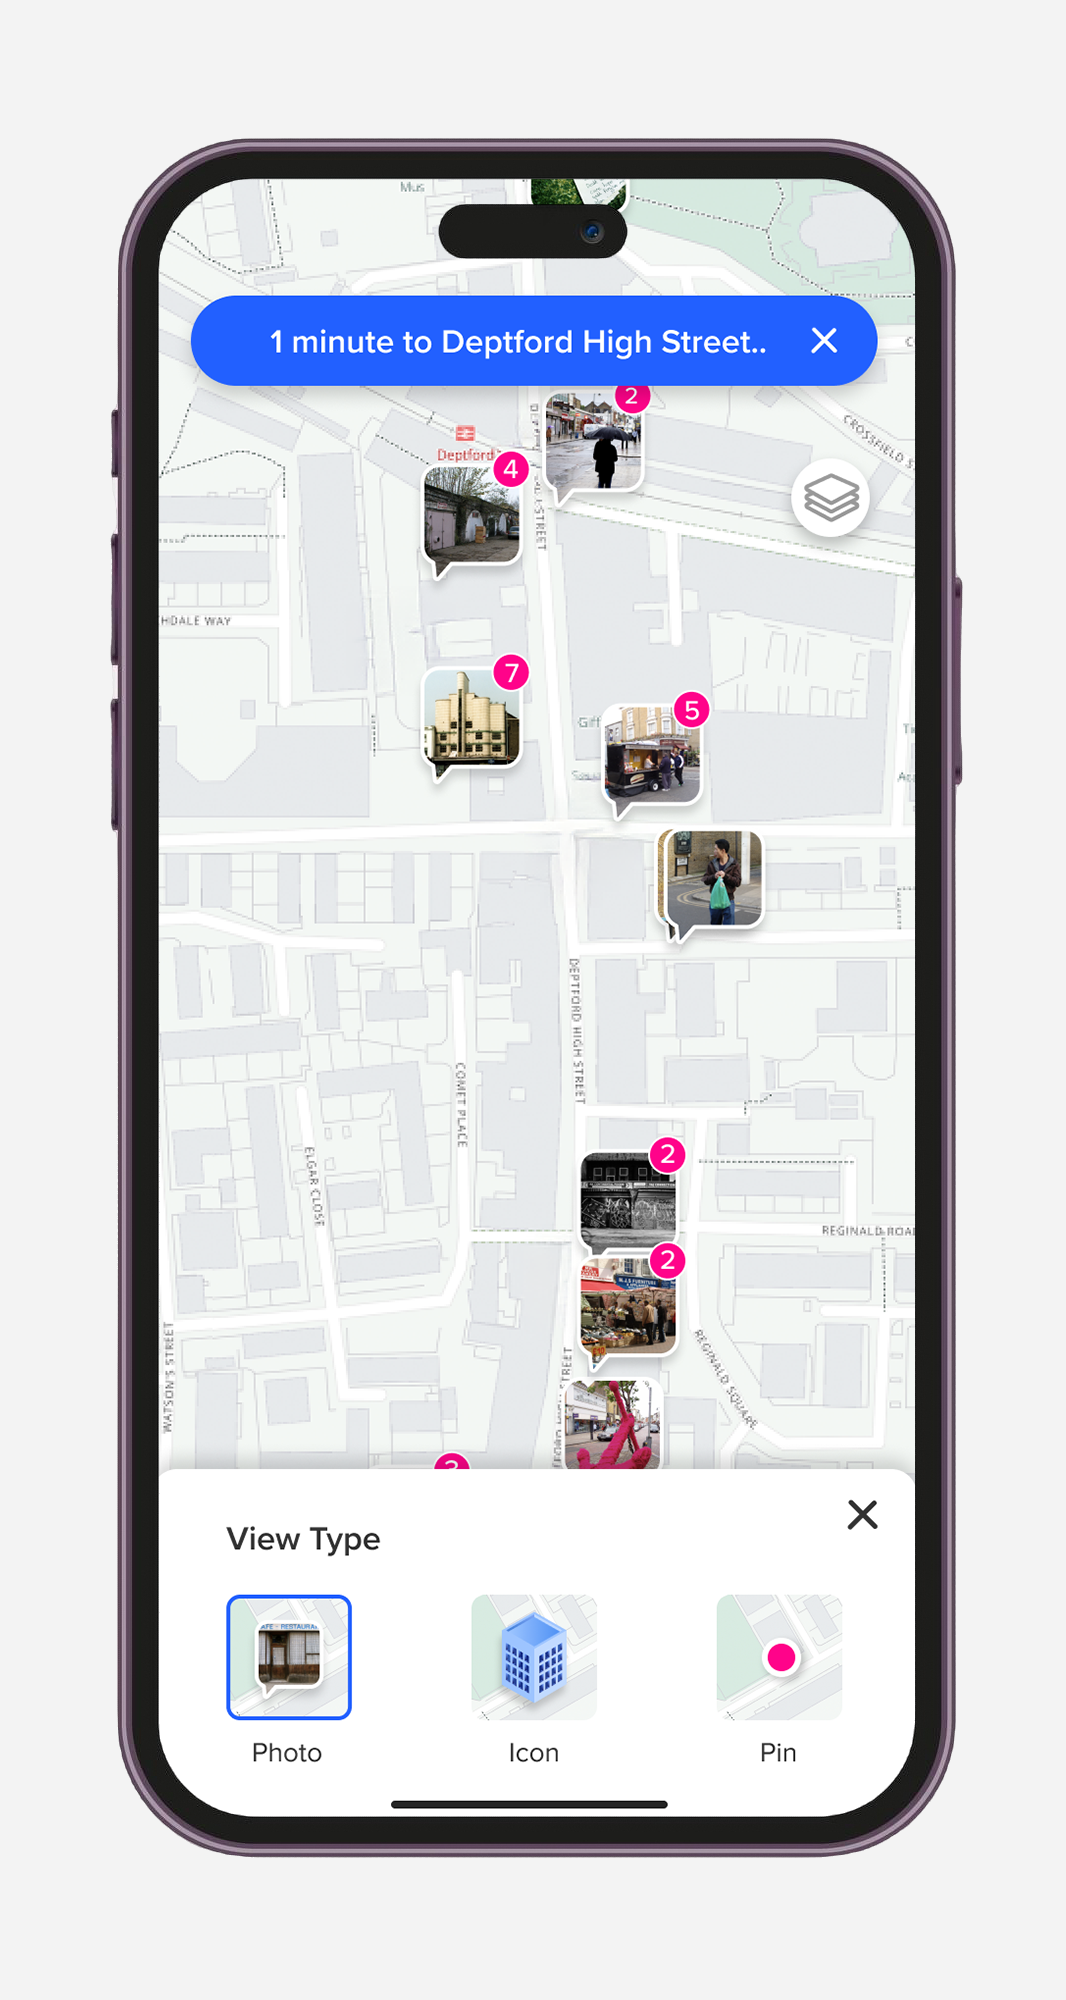 Mus
1 minute to Deptford High Street..
2
CROSSFIELD S
Deptford
4
STREET
HDALE WAY
7
5
Giff
DEPTFORD HIGH STREET
COMET PLACE
ELGAR CLOSE
2
REGINALD ROA
2
WATSON'S STREET
REGINALD SQUARE
STREET
View Type
Photo
Icon
Pin